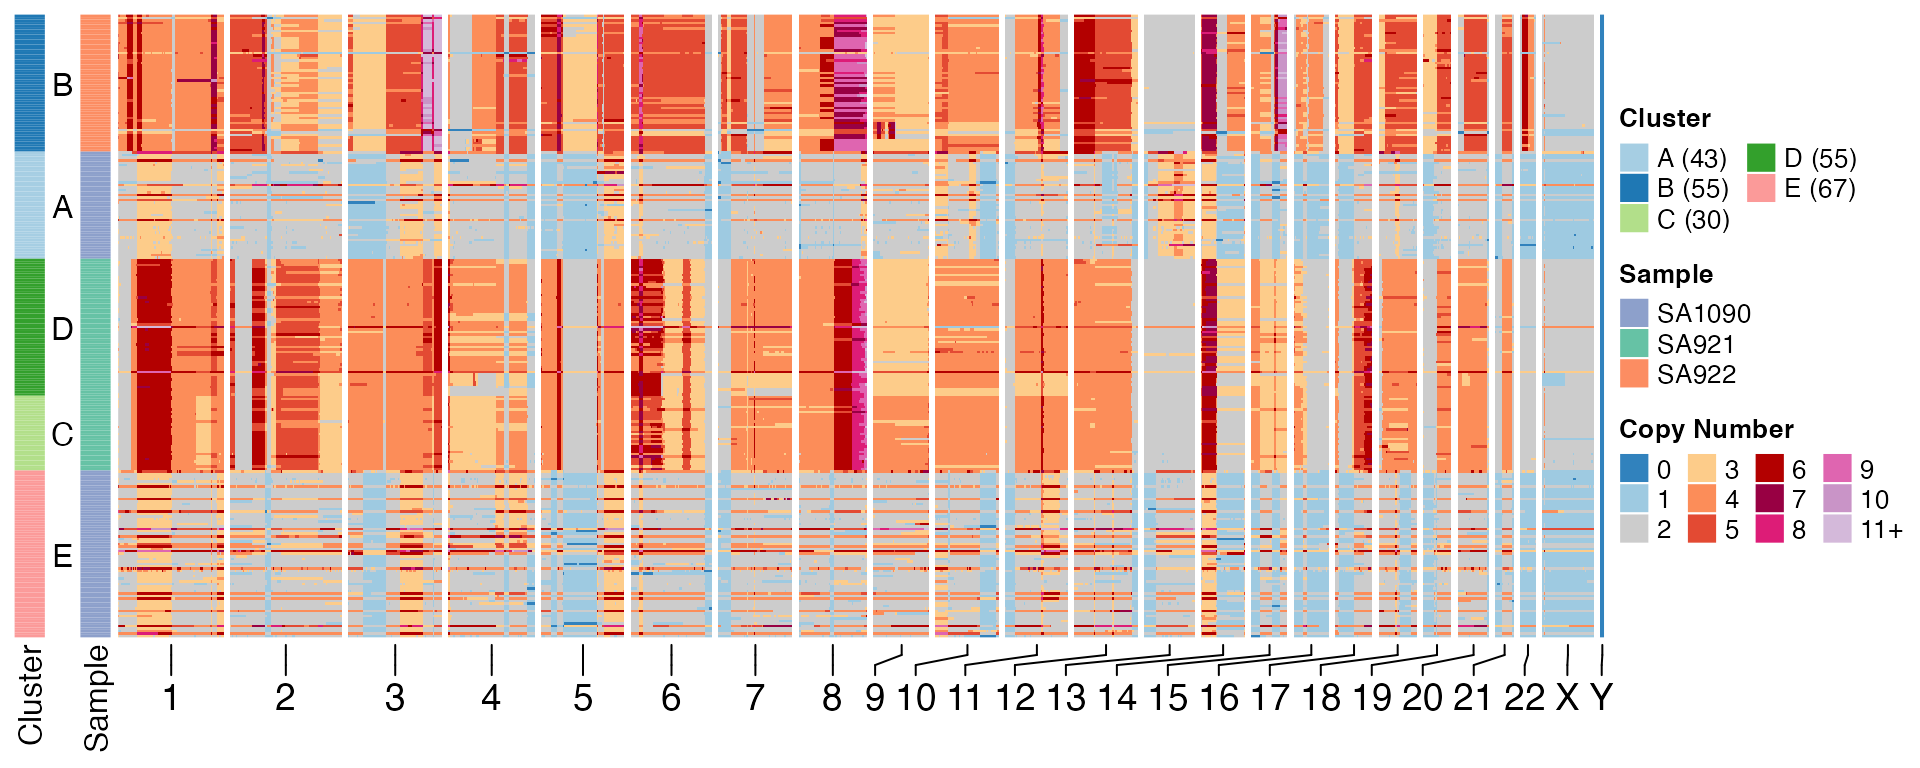 B
A
D
C
E
Cluster
Sample
1 2 3 4 5 6 7 8 9 10 11 12 13 14 15 16 17 18 19 20 21 22 X Y
Cluster
A (43) D (55)
B (55) E (67)
C (30)
Sample
SA1090
SA921
SA922
Copy Number
0 3 6 9
1 4 7 10
2 5 8 11+